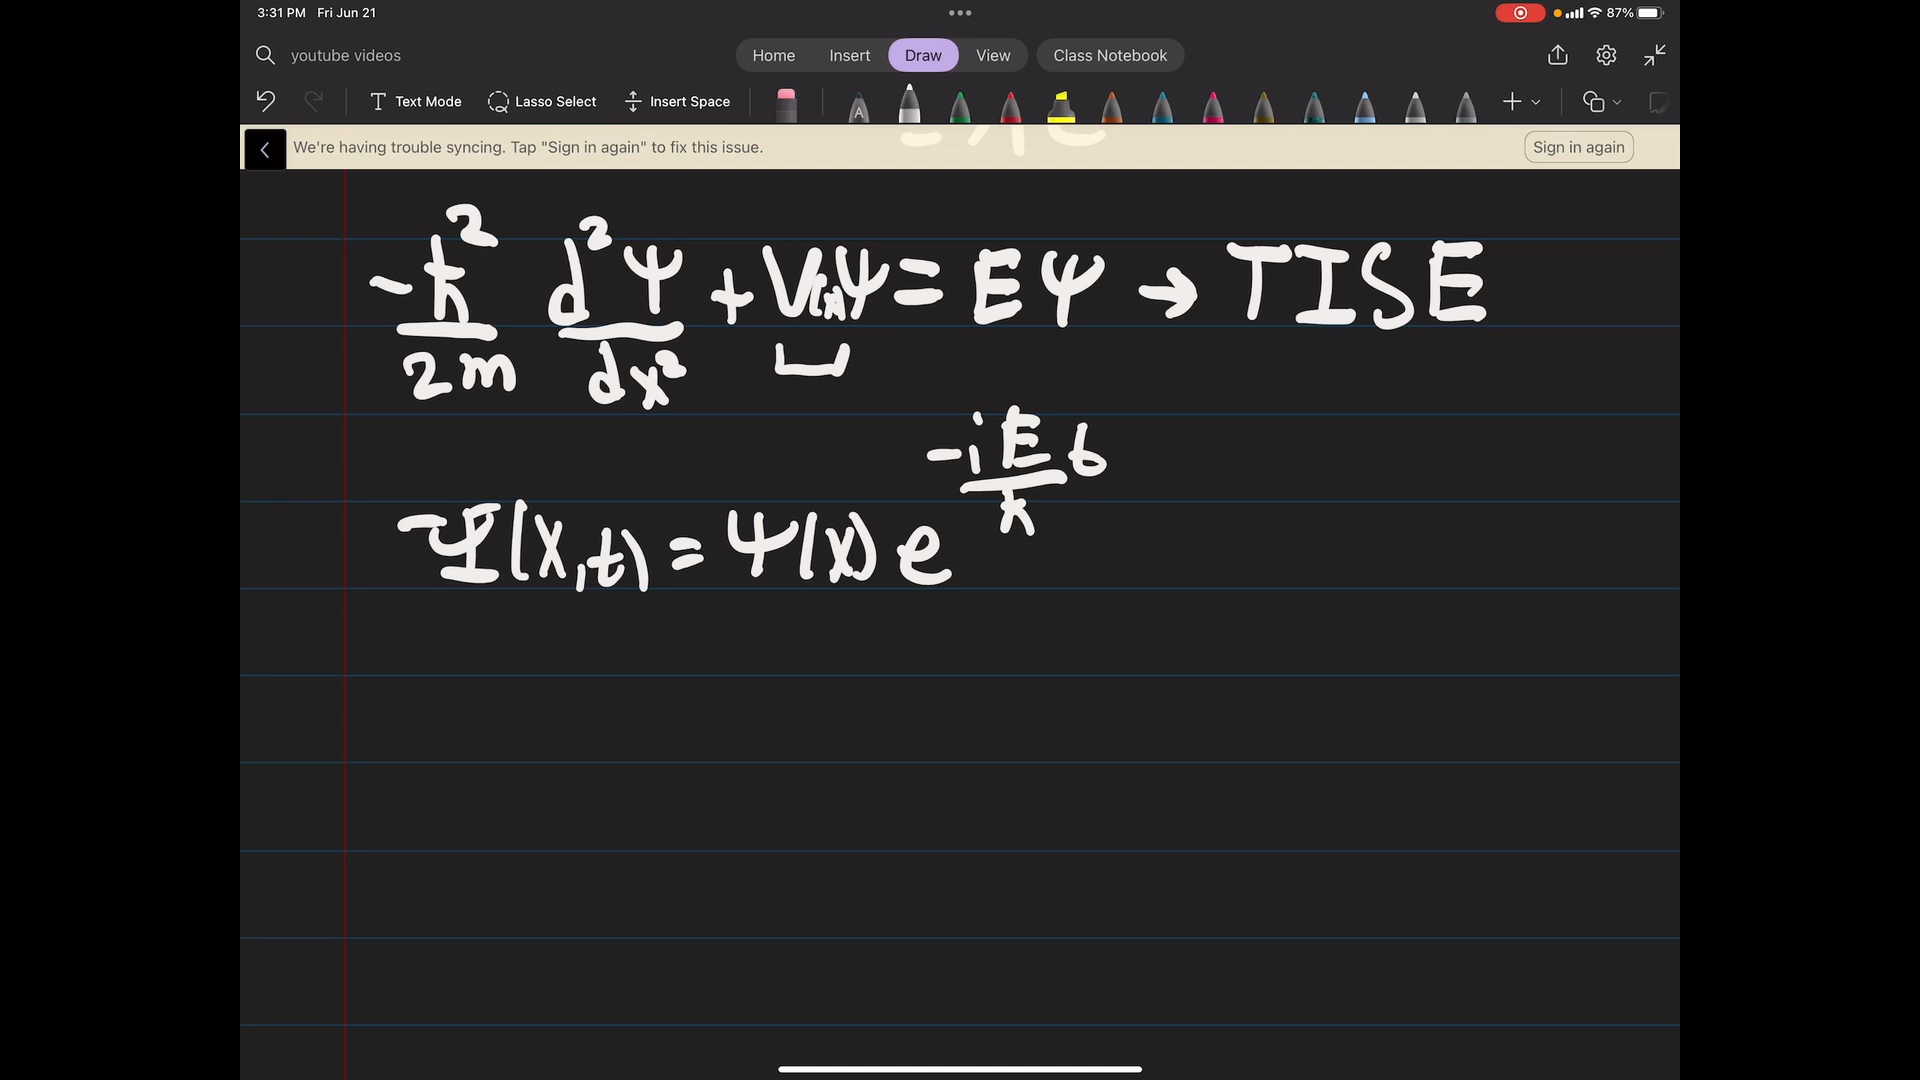 3:31 PM Fri Jun 21 87%
youtube videos Home Insert Draw View Class Notebook
Text Mode Lasso Select Insert Space A
We're having trouble syncing. Tap "Sign in again" to fix this issue. Sign in again
-ħ²/2m d²Ψ/dx² + V(x)Ψ = EΨ → TISE
Ψ(x,t) = Ψ(x) e^(-iE/ħ t)